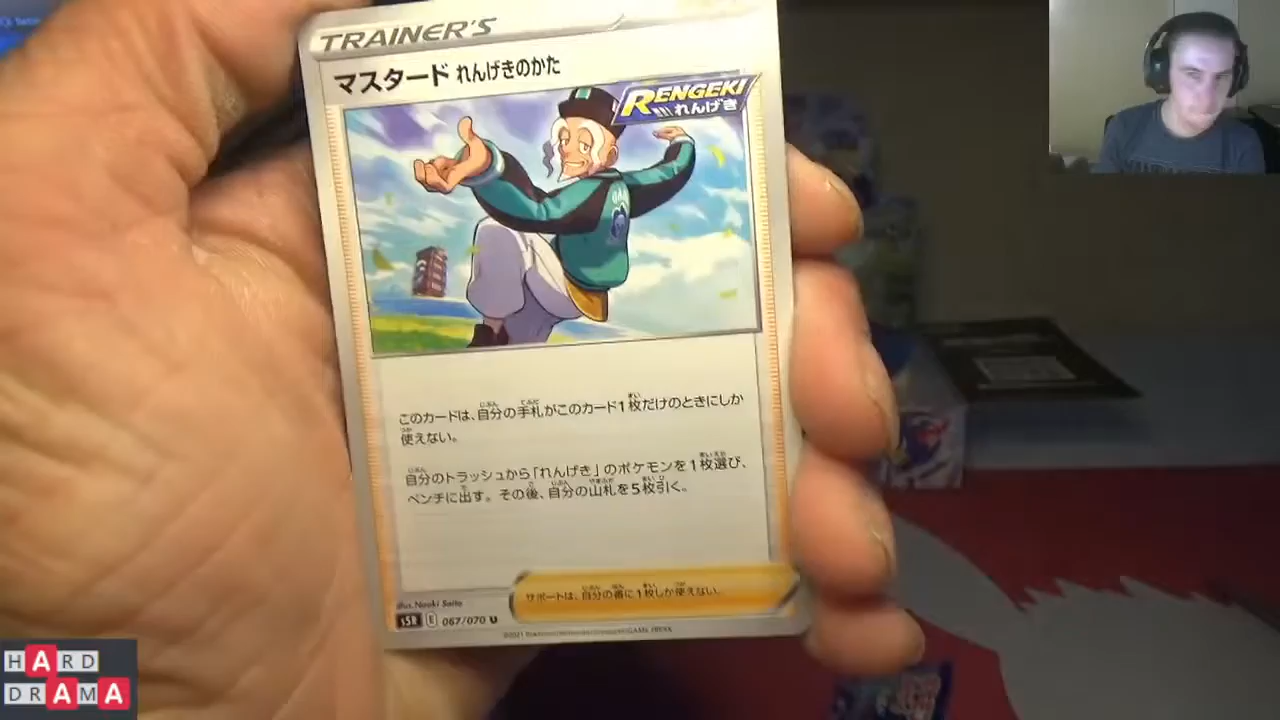 TRAINER'S
マスタード れんげきのかた
RENGEKI
れんげき
このカードは、自分の手札がこのカード1枚だけのときにしか
使えない。
自分のトラッシュから「れんげき」のポケモンを1枚選び、
ベンチに出す。その後、自分の山札を5枚引く。
サポートは、自分の番に1枚しか使えない。
illus. Naoki Saito
s5R E 067/070 U
HARD
DRAMA